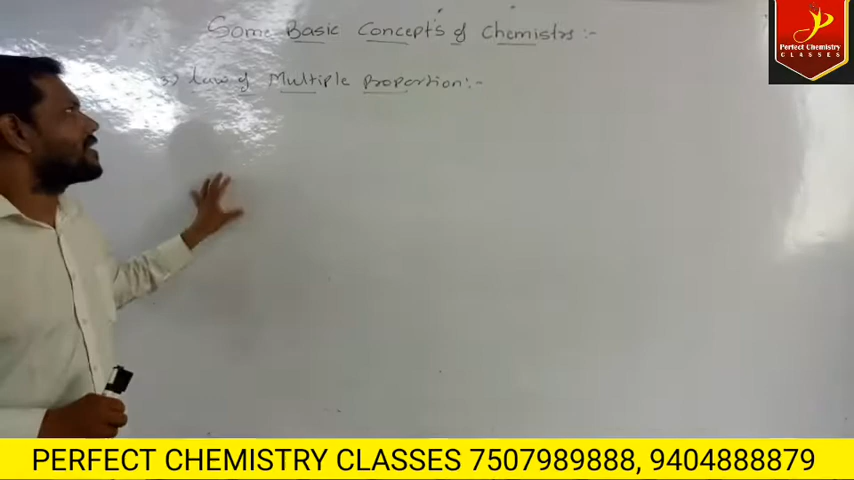 Some Basic Concepts of Chemistry :-
3) Law of Multiple Proportion :-
Perfect Chemistry
CLASSES
PERFECT CHEMISTRY CLASSES 7507989888, 9404888879